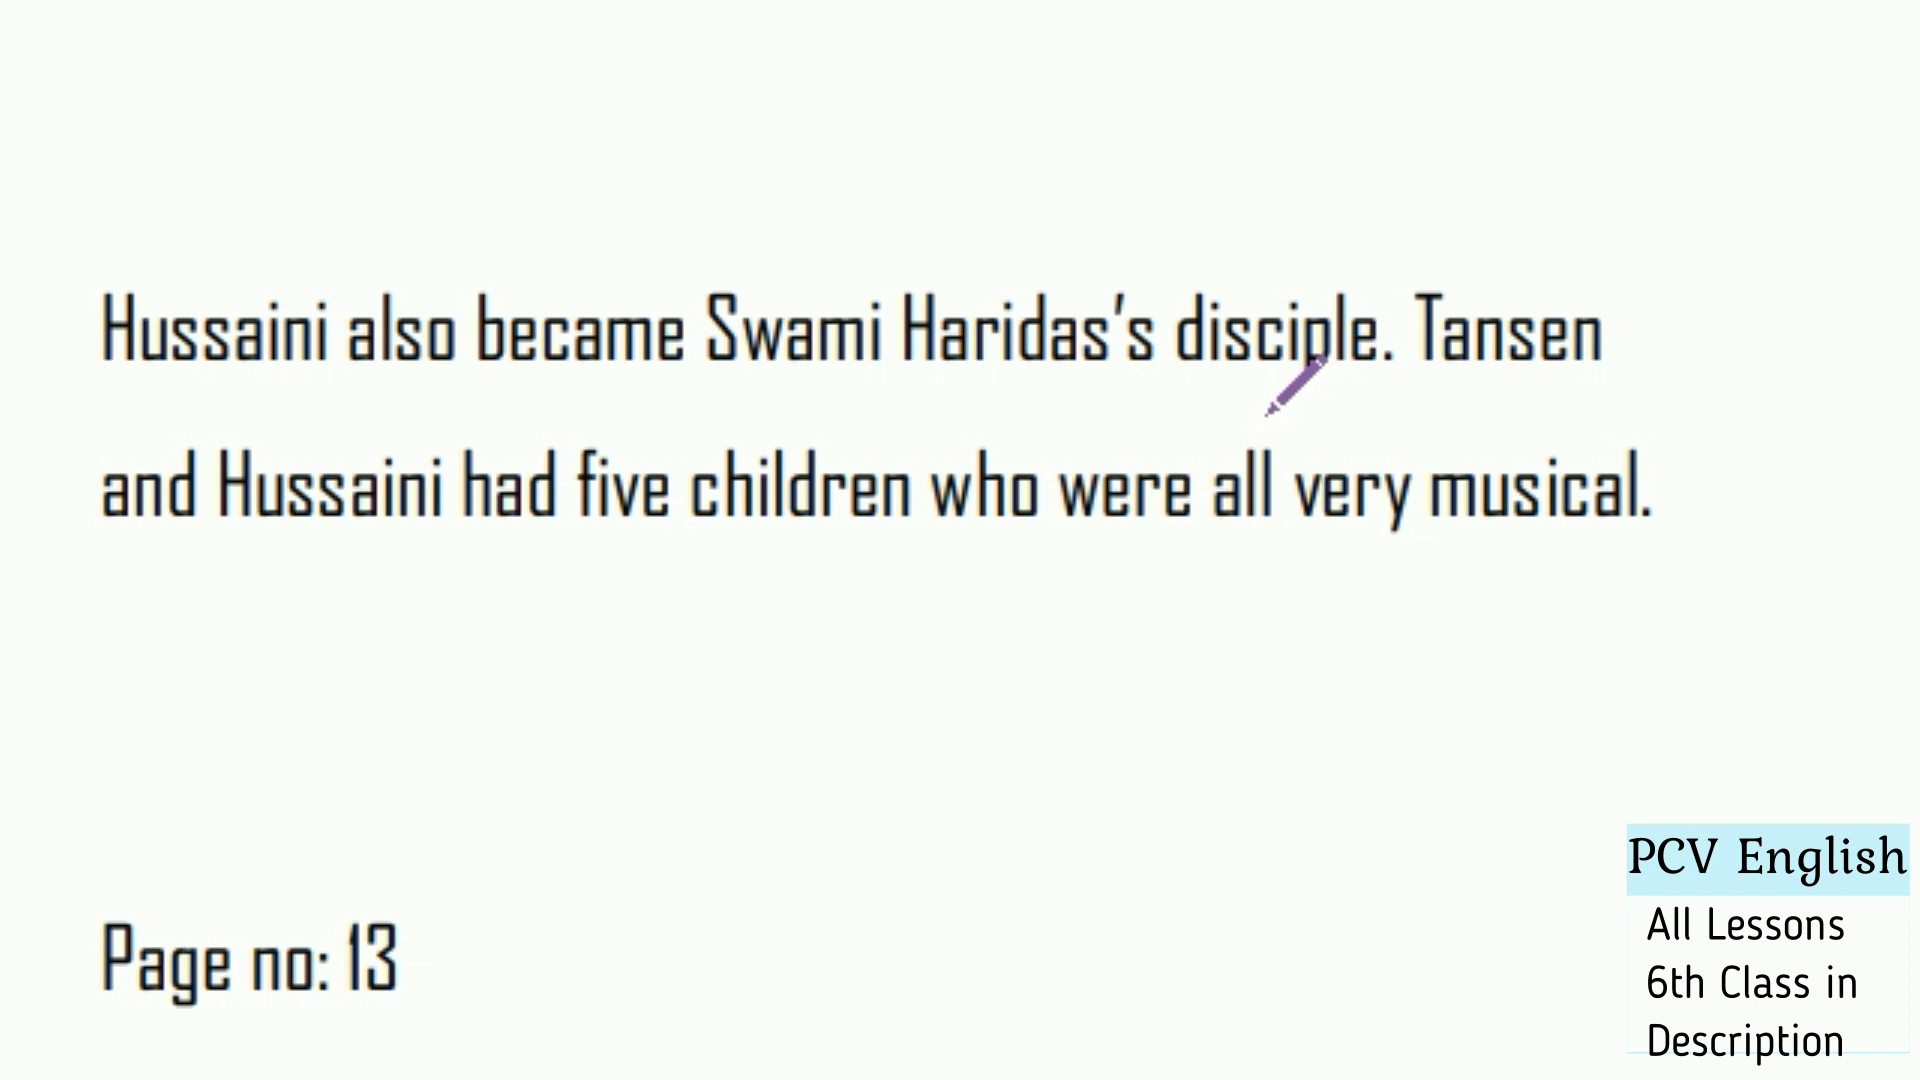 Hussaini also became Swami Haridas’s disciple. Tansen
and Hussaini had five children who were all very musical.
Page no: 13
PCV English
All Lessons
6th Class in
Description